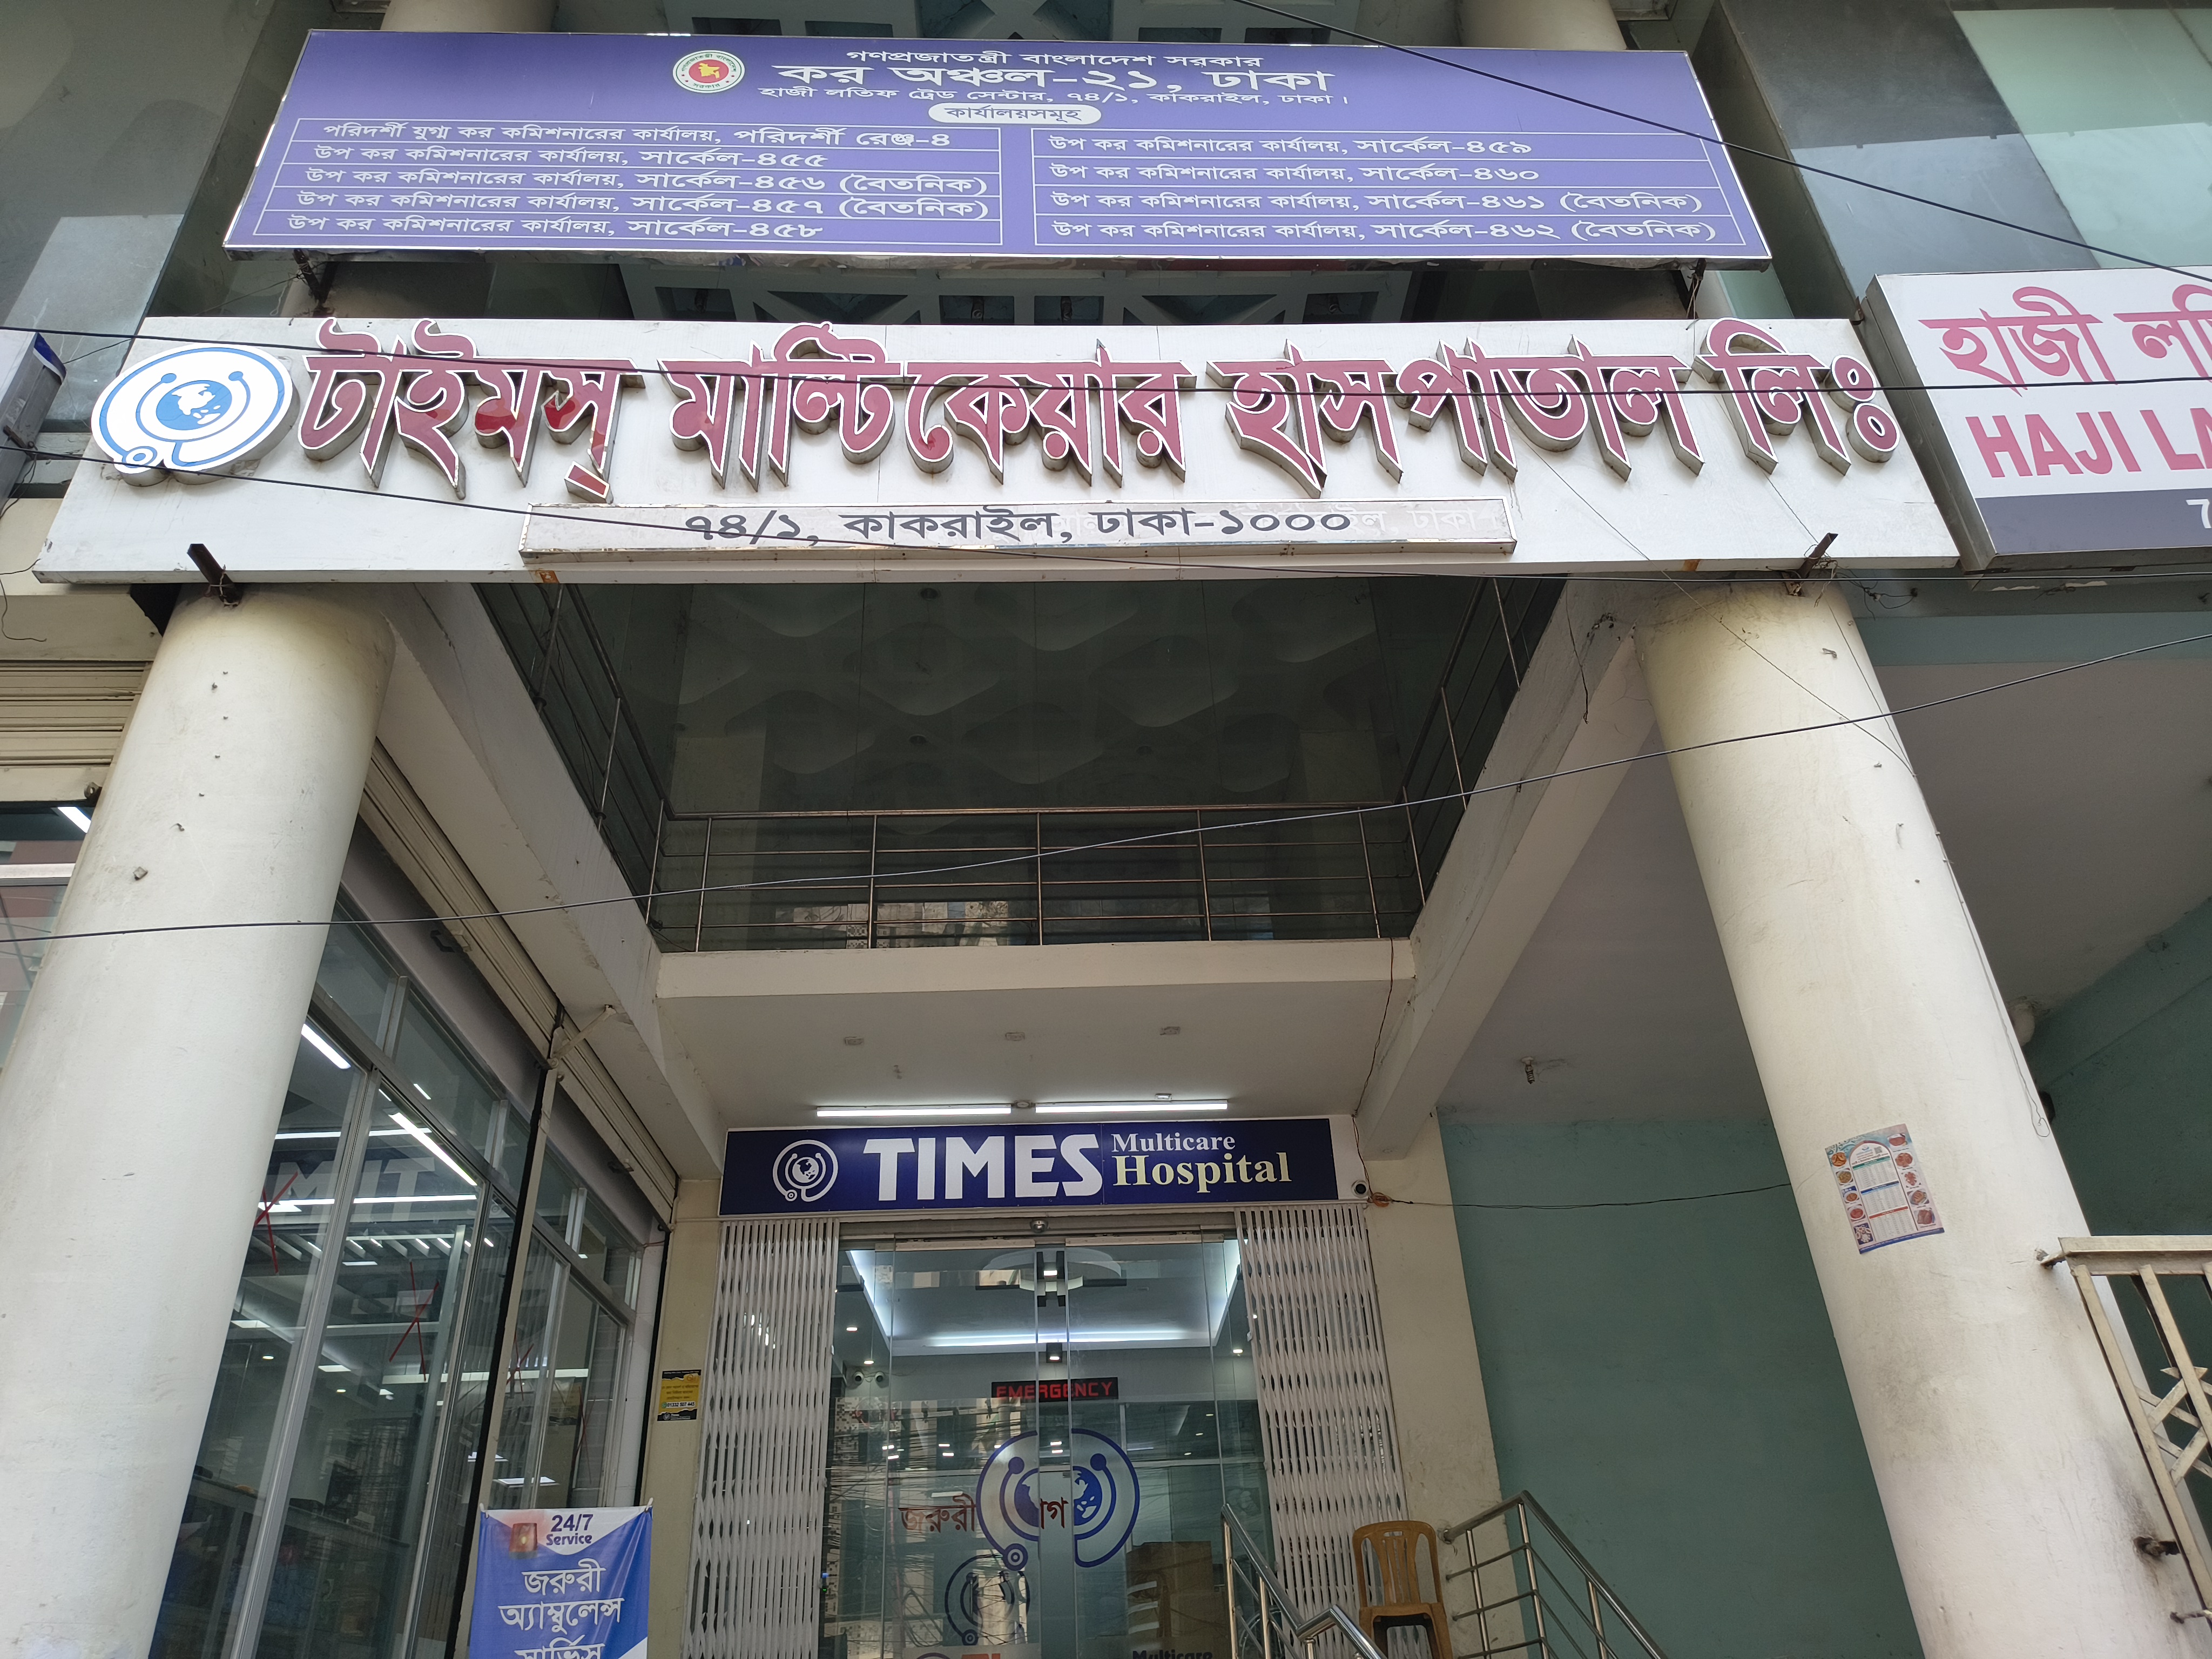 গণপ্রজাতন্ত্রী বাংলাদেশ সরকার
কর অঞ্চল-২১, ঢাকা
হাজী লতিফ ট্রেড সেন্টার, ৭৪/১, কাকরাইল, ঢাকা।
কার্যালয়সমূহ
পরিদর্শী যুগ্ম কর কমিশনারের কার্যালয়, পরিদর্শী রেঞ্জ-৪
উপ কর কমিশনারের কার্যালয়, সার্কেল-৪৫৫
উপ কর কমিশনারের কার্যালয়, সার্কেল-৪৫৬ (বৈতনিক)
উপ কর কমিশনারের কার্যালয়, সার্কেল-৪৫৭ (বৈতনিক)
উপ কর কমিশনারের কার্যালয়, সার্কেল-৪৫৮
উপ কর কমিশনারের কার্যালয়, সার্কেল-৪৫৯
উপ কর কমিশনারের কার্যালয়, সার্কেল-৪৬০
উপ কর কমিশনারের কার্যালয়, সার্কেল-৪৬১ (বৈতনিক)
উপ কর কমিশনারের কার্যালয়, সার্কেল-৪৬২ (বৈতনিক)
টাইমস্ মাল্টিকেয়ার হাসপাতাল লিঃ
৭৪/১, কাকরাইল, ঢাকা-১০০০
হাজী
HAJI
TIMES Multicare
Hospital
EMERGENCY
জরুরী
24/7
Service
জরুরী
অ্যাম্বুলেন্স
সার্ভিস
Multicare